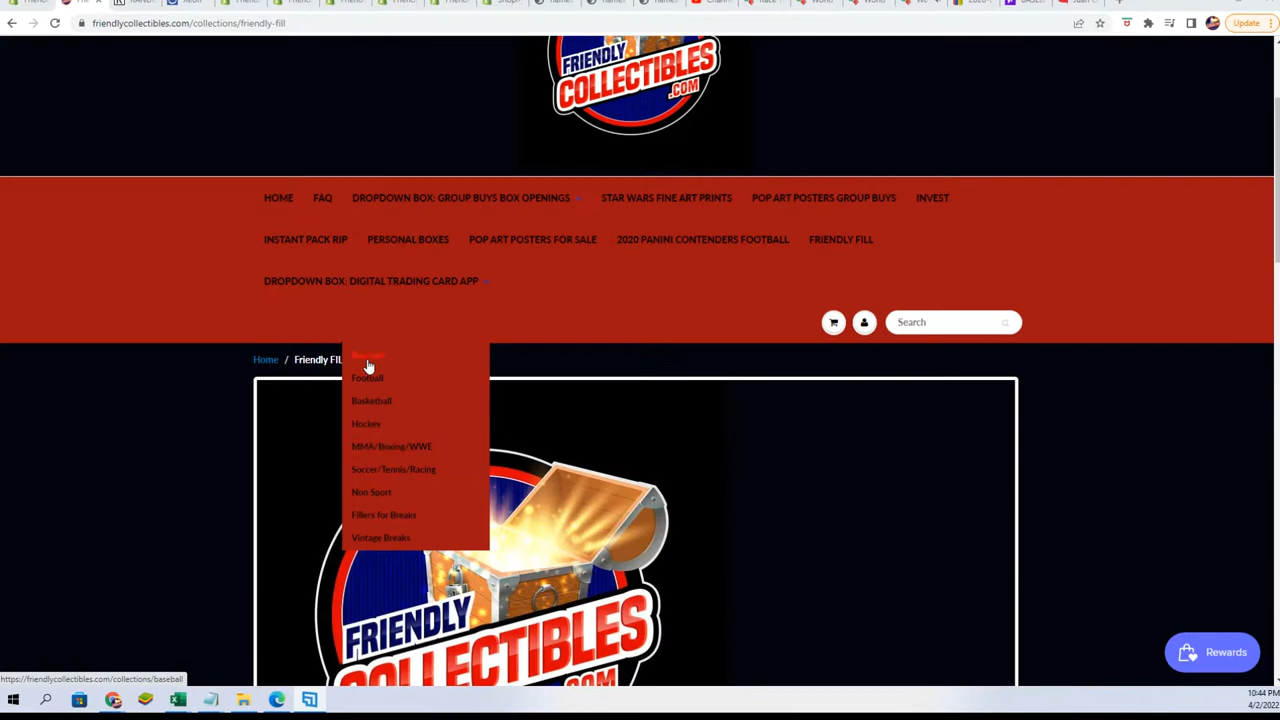 friendlycollectibles.com/collections/friendly-fill
Update
FRIENDLY
COLLECTIBLES
.COM
HOME FAQ DROPDOWN BOX: GROUP BUYS BOX OPENINGS STAR WARS FINE ART PRINTS POP ART POSTERS GROUP BUYS INVEST
INSTANT PACK RIP PERSONAL BOXES POP ART POSTERS FOR SALE 2020 PANINI CONTENDERS FOOTBALL FRIENDLY FILL
DROPDOWN BOX: DIGITAL TRADING CARD APP
Search
Home / Friendly FIL
Football
Basketball
Hockey
MMA/Boxing/WWE
Soccer/Tennis/Racing
Non Sport
Fillers for Breaks
Vintage Breaks
FRIENDLY
COLLECTIBLES
.COM
Rewards
https://friendlycollectibles.com/collections/baseball
10:44 PM
4/2/2022